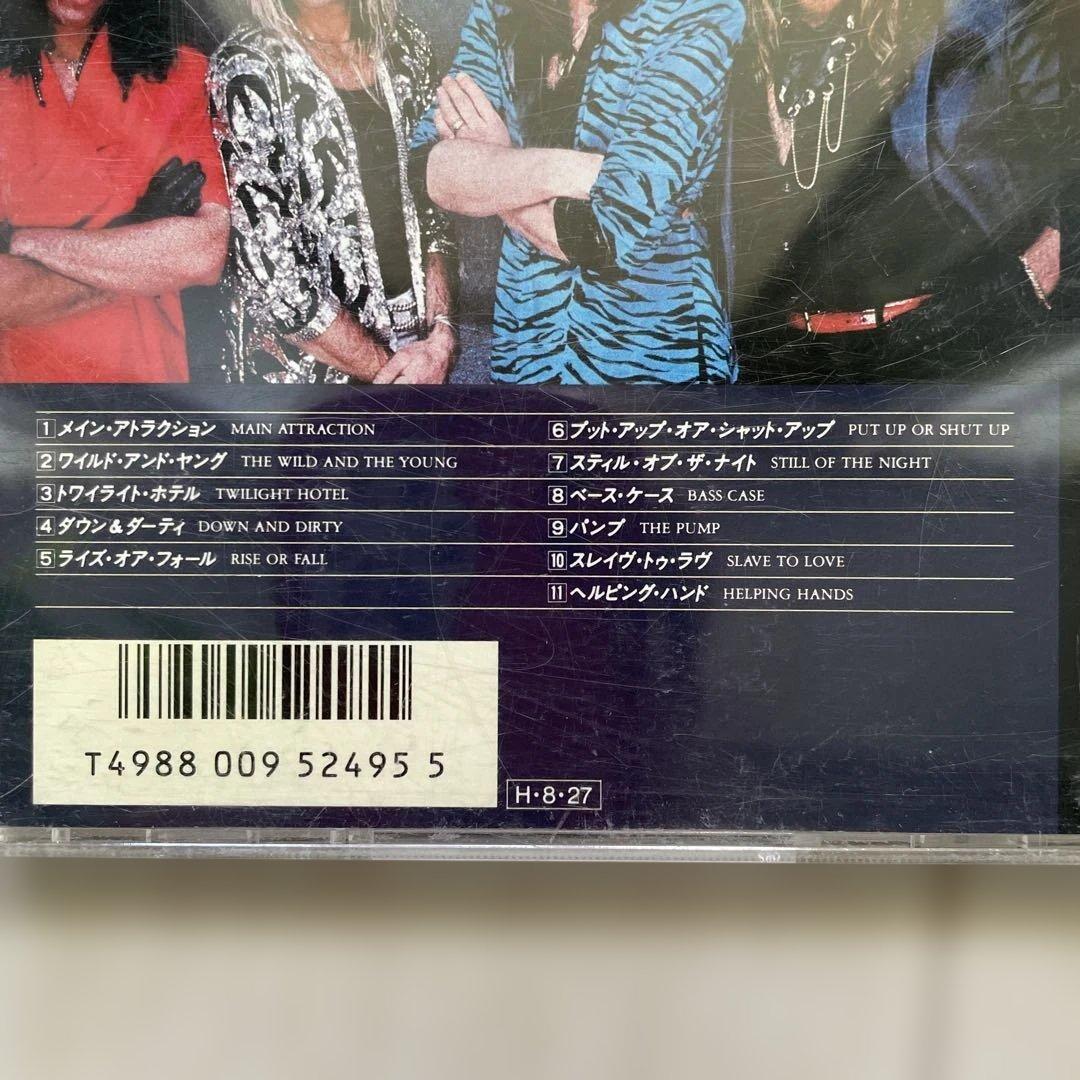 1 メイン・アトラクション MAIN ATTRACTION
2 ワイルド・アンド・ヤング THE WILD AND THE YOUNG
3 トワイライト・ホテル TWILIGHT HOTEL
4 ダウン&ダーティ DOWN AND DIRTY
5 ライズ・オア・フォール RISE OR FALL
6 プット・アップ・オア・シャット・アップ PUT UP OR SHUT UP
7 スティル・オブ・ザ・ナイト STILL OF THE NIGHT
8 ベース・ケース BASS CASE
9 パンプ THE PUMP
10 スレイヴ・トゥ・ラヴ SLAVE TO LOVE
11 ヘルピング・ハンド HELPING HANDS
T4988 009 52495 5
H・8・27